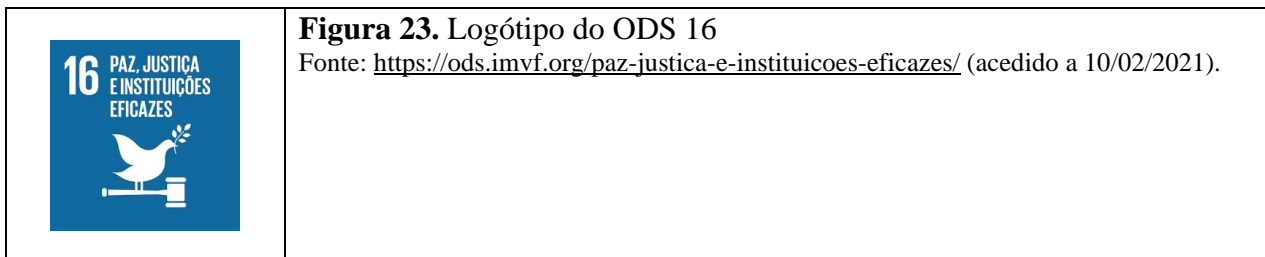 16 PAZ, JUSTIÇA
E INSTITUIÇÕES
EFICAZES
Figura 23. Logótipo do ODS 16
Fonte: https://ods.imvf.org/paz-justica-e-instituicoes-eficazes/ (acedido a 10/02/2021).